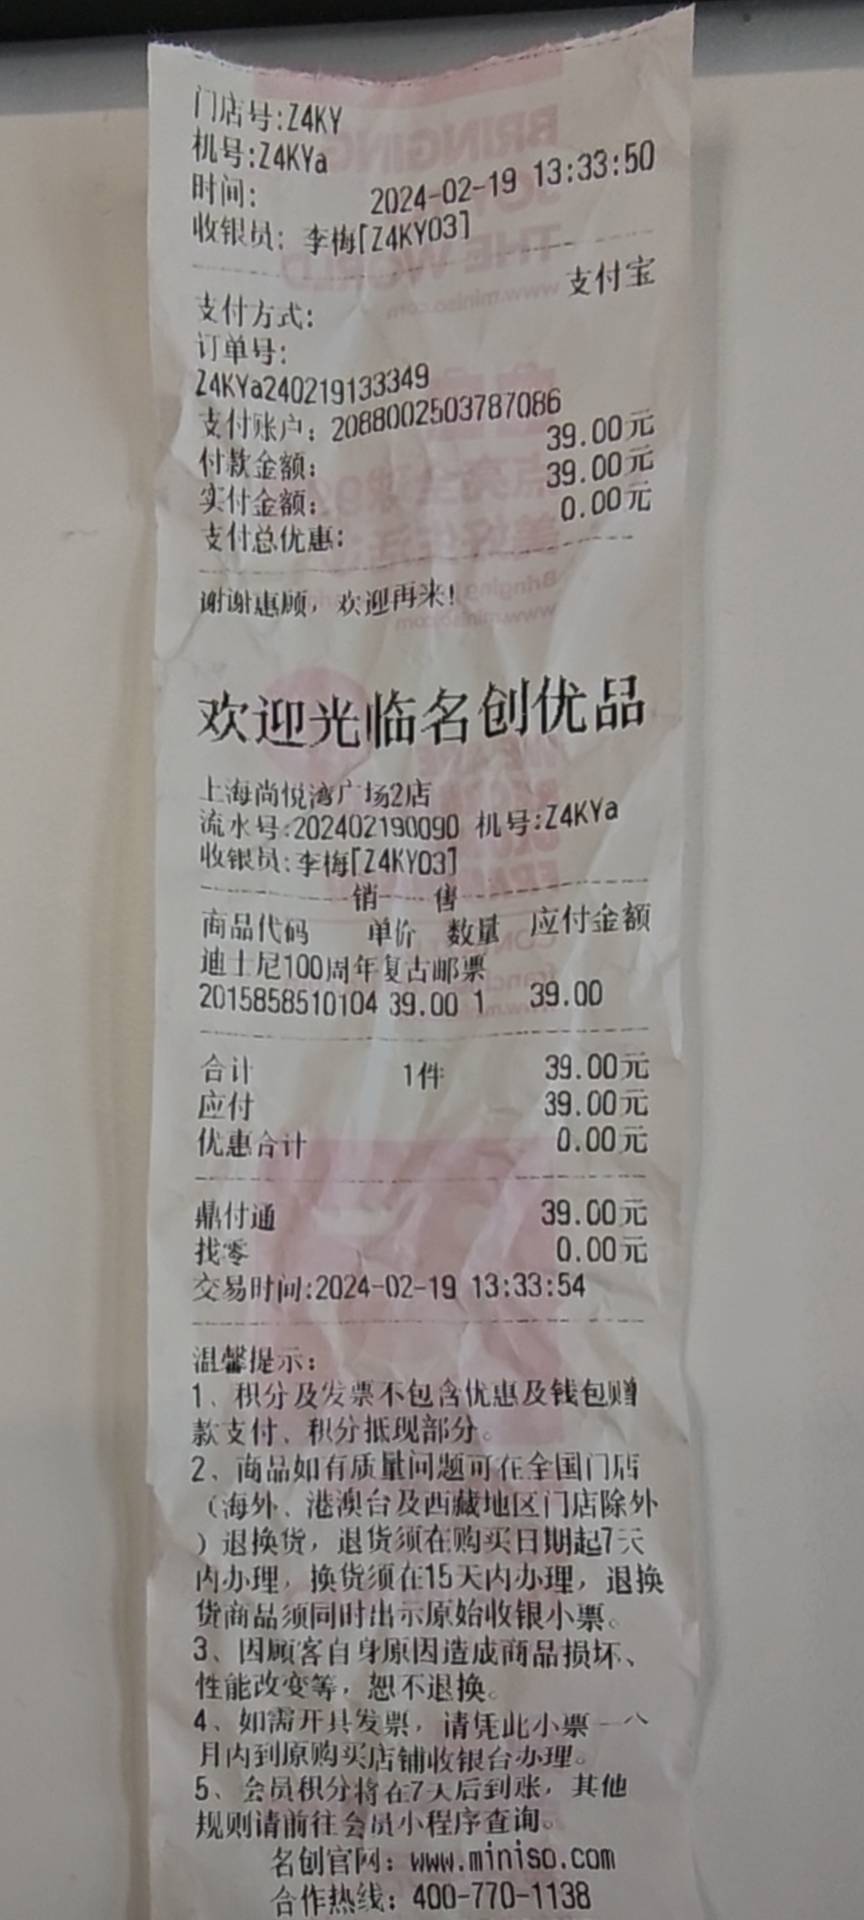 门店号:Z4KY
机号:Z4KYa
时间: 2024-02-19 13:33:50
收银员: 李梅[Z4KY03]
支付方式: 支付宝
订单号:
Z4KYa240219133349
支付账户: 2088002503787086
付款金额: 39.00元
实付金额: 39.00元
支付总优惠: 0.00元
谢谢惠顾, 欢迎再来!
欢迎光临名创优品
上海尚悦湾广场2店
流水号:202402190090 机号:Z4KYa
收银员:李梅[Z4KY03]
销 售
商品代码 单价 数量 应付金额
迪士尼100周年复古邮票
2015858510104 39.00 1 39.00
合计 1件 39.00元
应付 39.00元
优惠合计 0.00元
鼎付通 39.00元
找零 0.00元
交易时间:2024-02-19 13:33:54
温馨提示:
1、积分及发票不包含优惠及钱包赠
款支付、积分抵现部分。
2、商品如有质量问题可在全国门店
(海外、港澳台及西藏地区门店除外
)退换货, 退货须在购买日期起7天
内办理, 换货须在15天内办理, 退换
货商品须同时出示原始收银小票。
3、因顾客自身原因造成商品损坏、
性能改变等, 恕不退换。
4、如需开具发票, 请凭此小票一个
月内到原购买店铺收银台办理。
5、会员积分将在7天后到账, 其他
规则请前往会员小程序查询。
名创官网: www.miniso.com
合作热线: 400-770-1138